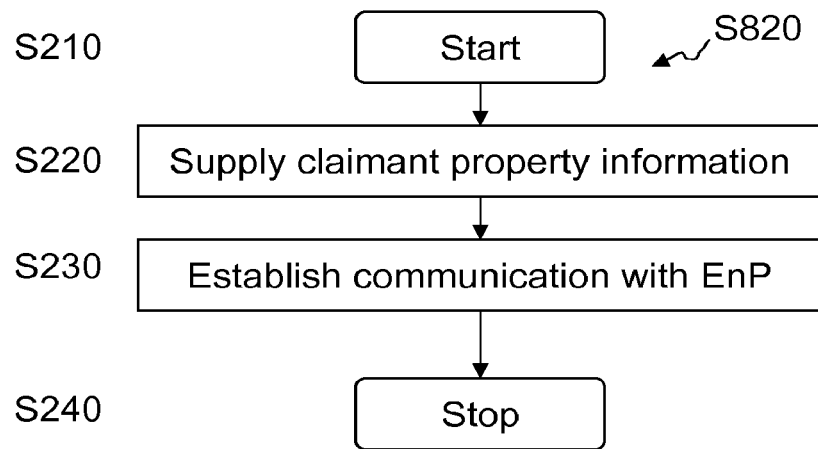 S210
Start
S820
S220
Supply claimant property information
S230
Establish communication with EnP
S240
Stop